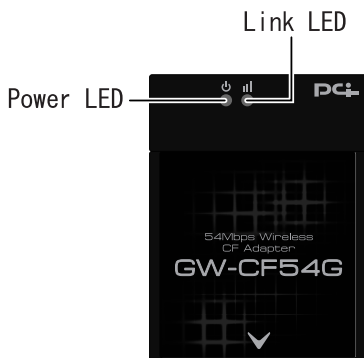 Link LED
Power LED
PCi
54Mbps Wireless
CF Adapter
GW-CF54G